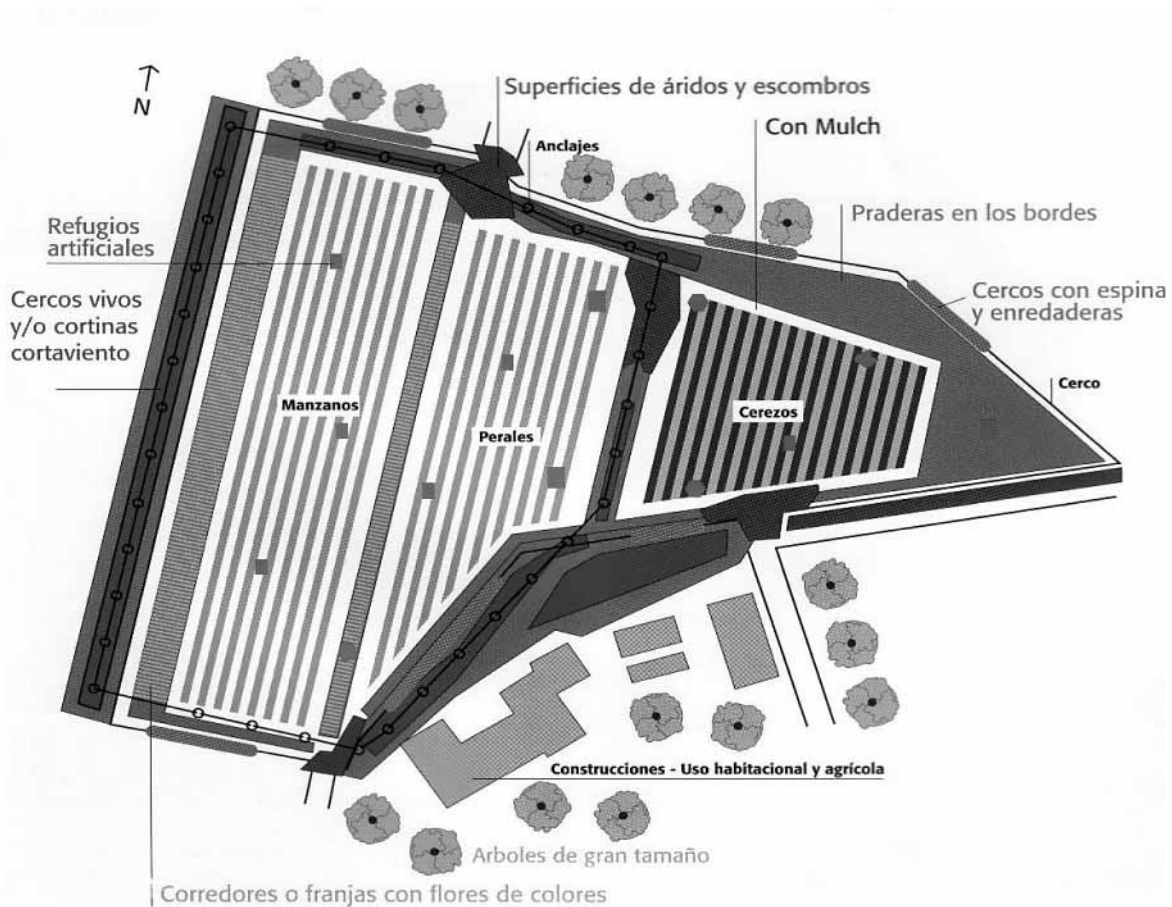 N
Superficies de áridos y escombros
Anclajes
Con Mulch
Refugios
artificiales
Praderas en los bordes
Cercos vivos
y/o cortinas
cortaviento
Cercos con espina
y enredaderas
Cerco
Manzanos
Perales
Cerezos
Construcciones - Uso habitacional y agrícola
Arboles de gran tamaño
Corredores o franjas con flores de colores